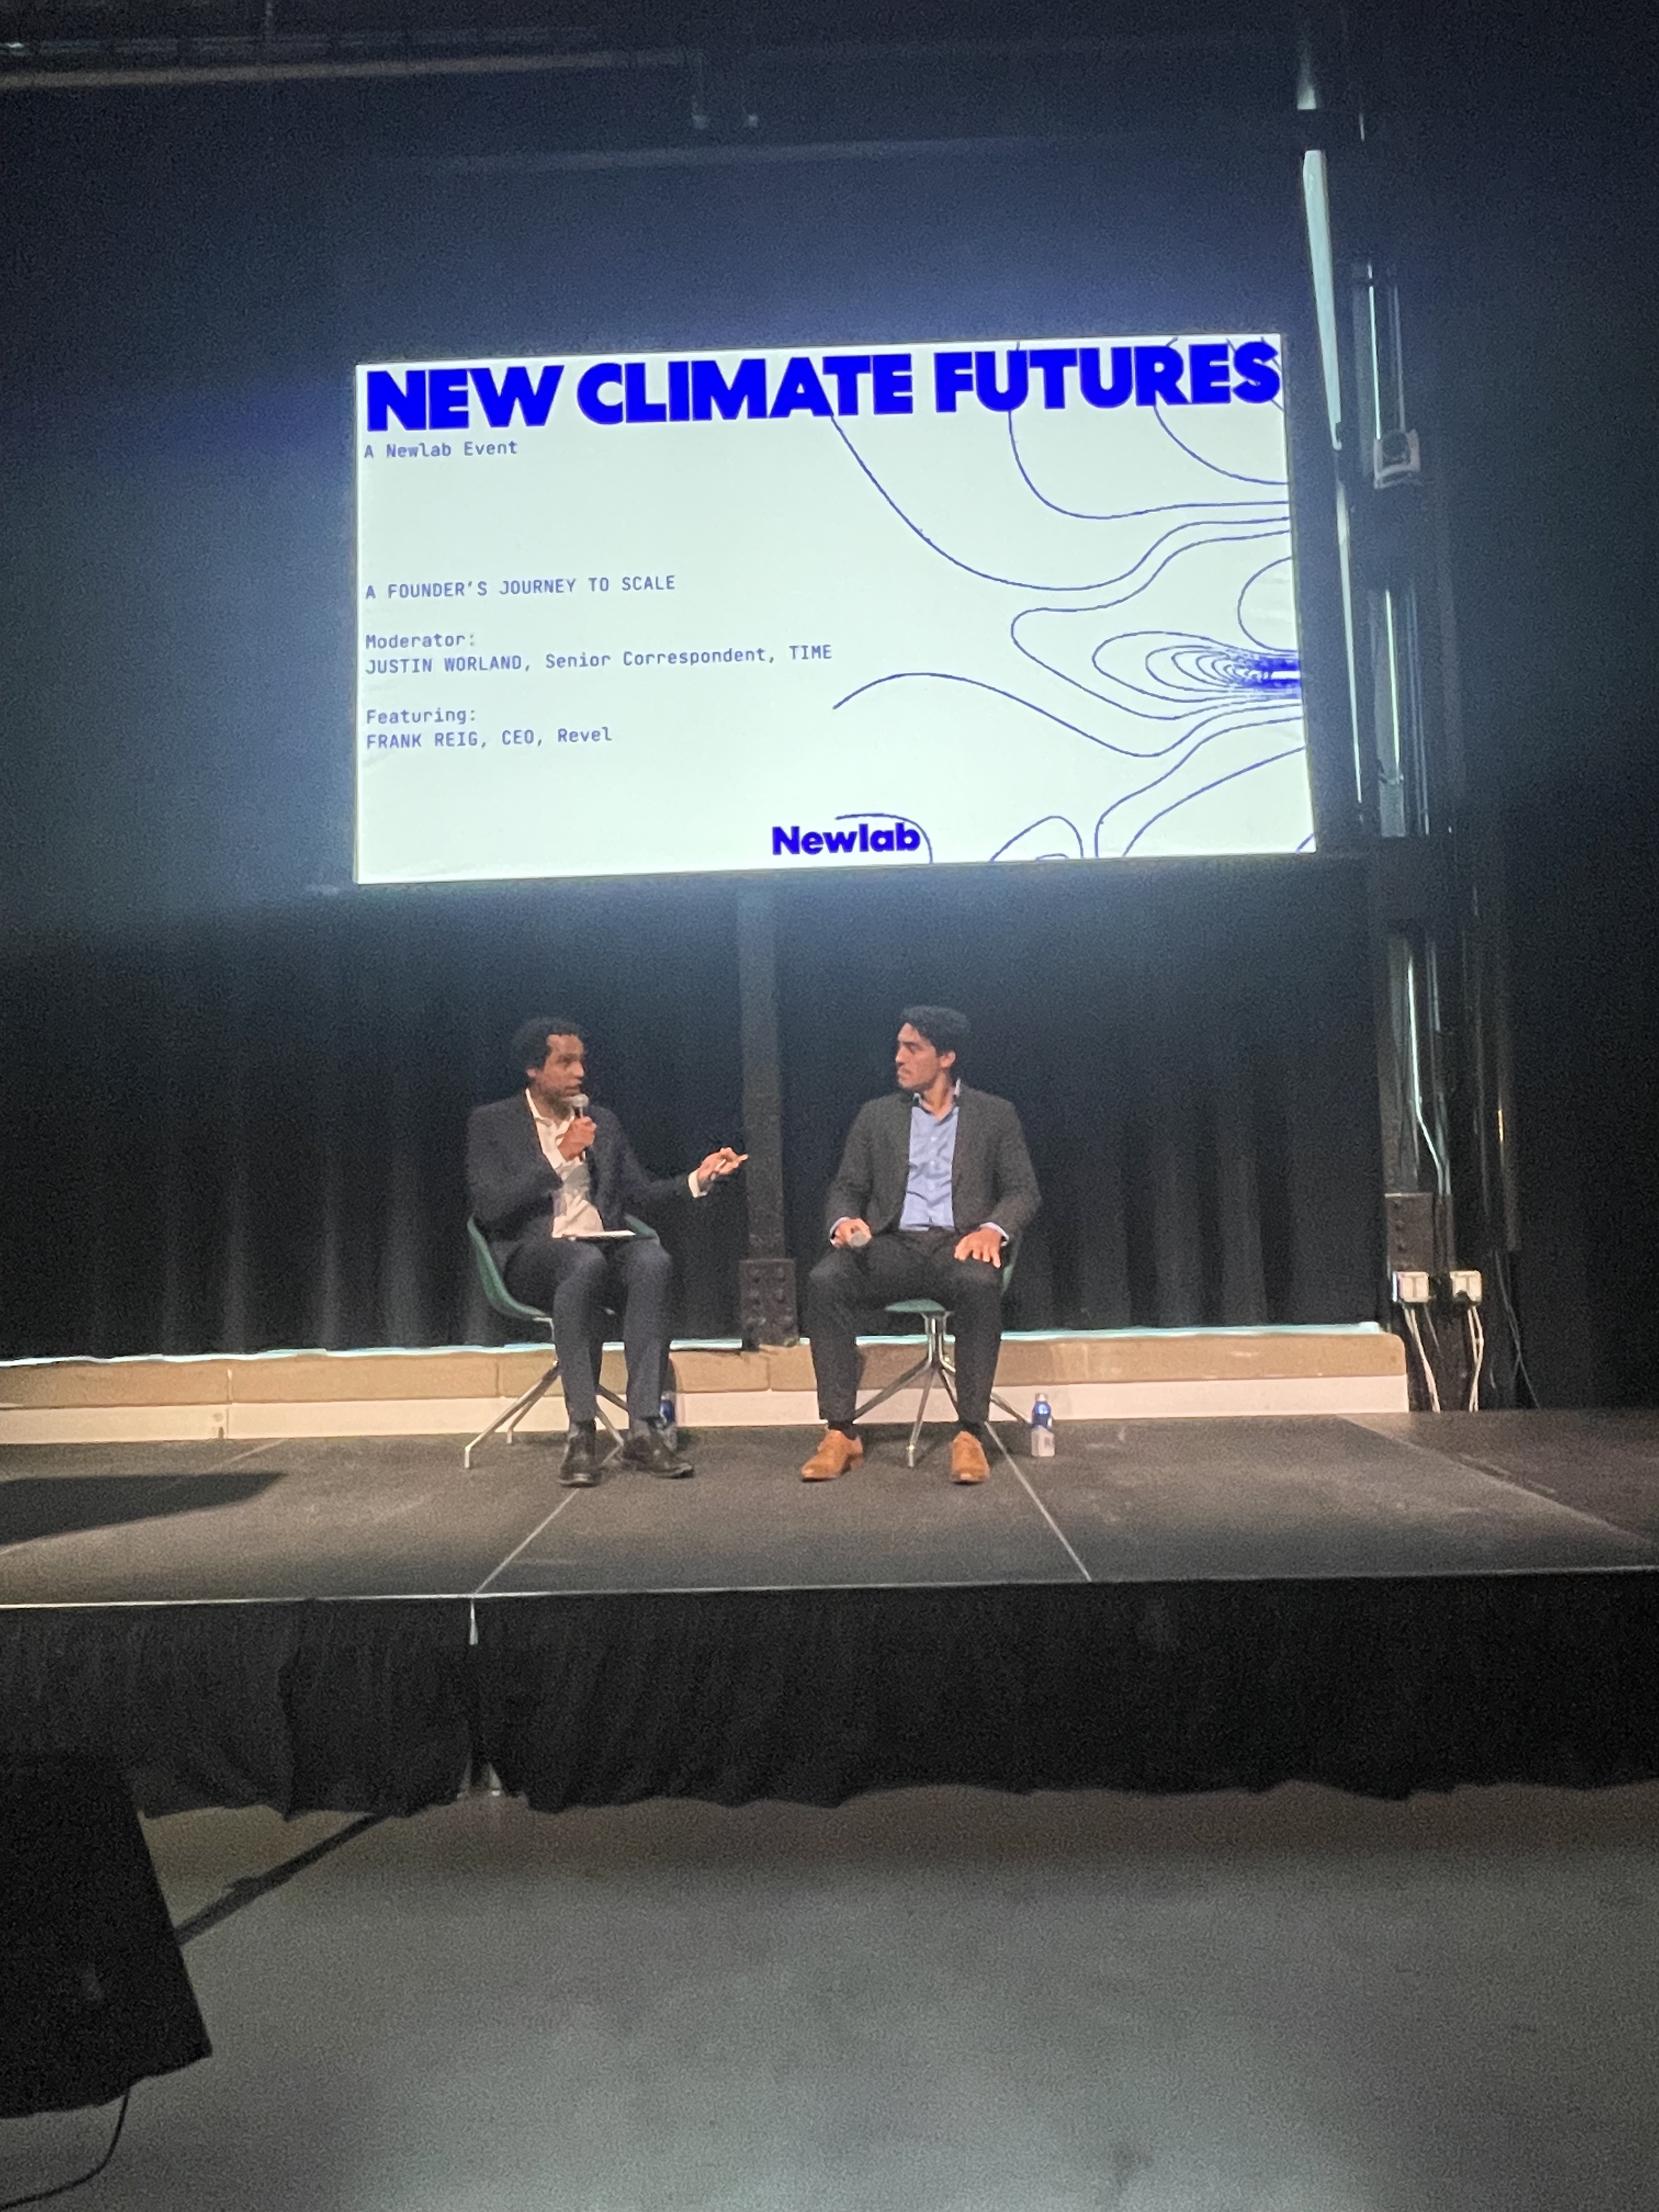 NEW CLIMATE FUTURES
A Newlab Event
A FOUNDER'S JOURNEY TO SCALE
Moderator:
JUSTIN WORLAND, Senior Correspondent, TIME
Featuring:
FRANK REIG, CEO, Revel
Newlab